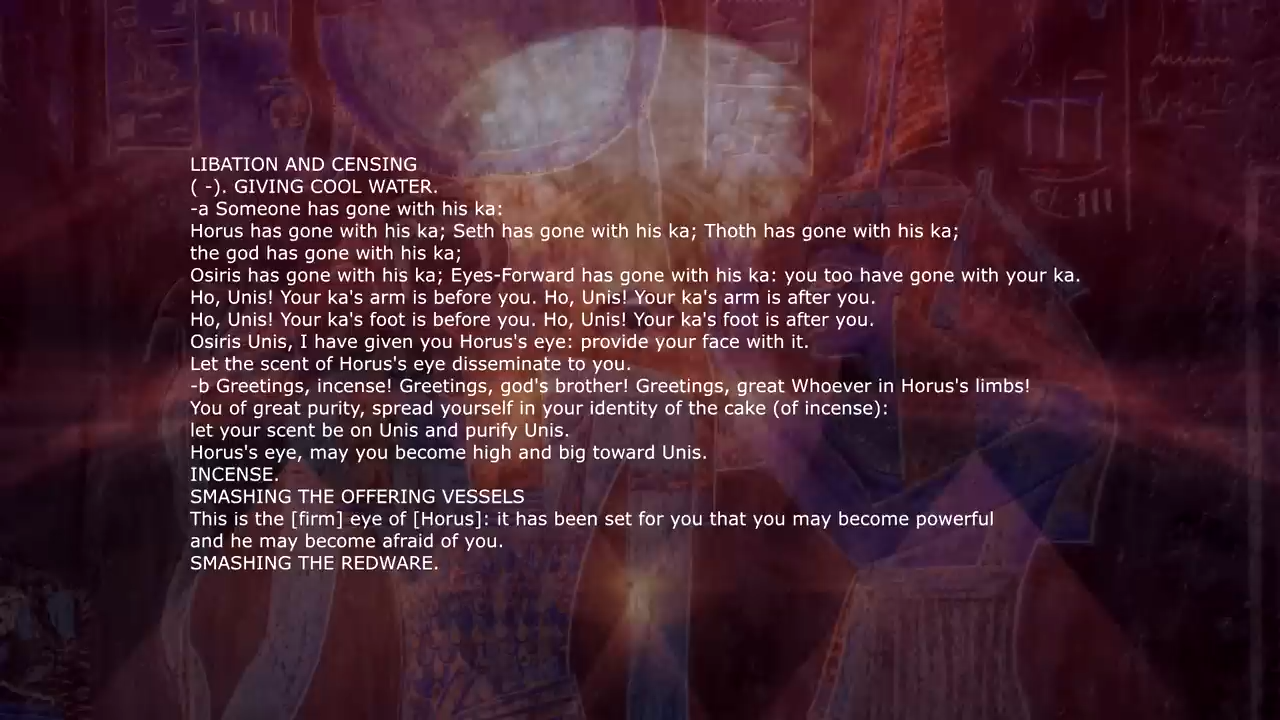 LIBATION AND CENSING
( -). GIVING COOL WATER.
-a Someone has gone with his ka:
Horus has gone with his ka; Seth has gone with his ka; Thoth has gone with his ka;
the god has gone with his ka;
Osiris has gone with his ka; Eyes-Forward has gone with his ka: you too have gone with your ka.
Ho, Unis! Your ka's arm is before you. Ho, Unis! Your ka's arm is after you.
Ho, Unis! Your ka's foot is before you. Ho, Unis! Your ka's foot is after you.
Osiris Unis, I have given you Horus's eye: provide your face with it.
Let the scent of Horus's eye disseminate to you.
-b Greetings, incense! Greetings, god's brother! Greetings, great Whoever in Horus's limbs!
You of great purity, spread yourself in your identity of the cake (of incense):
let your scent be on Unis and purify Unis.
Horus's eye, may you become high and big toward Unis.
INCENSE.
SMASHING THE OFFERING VESSELS
This is the [firm] eye of [Horus]: it has been set for you that you may become powerful
and he may become afraid of you.
SMASHING THE REDWARE.